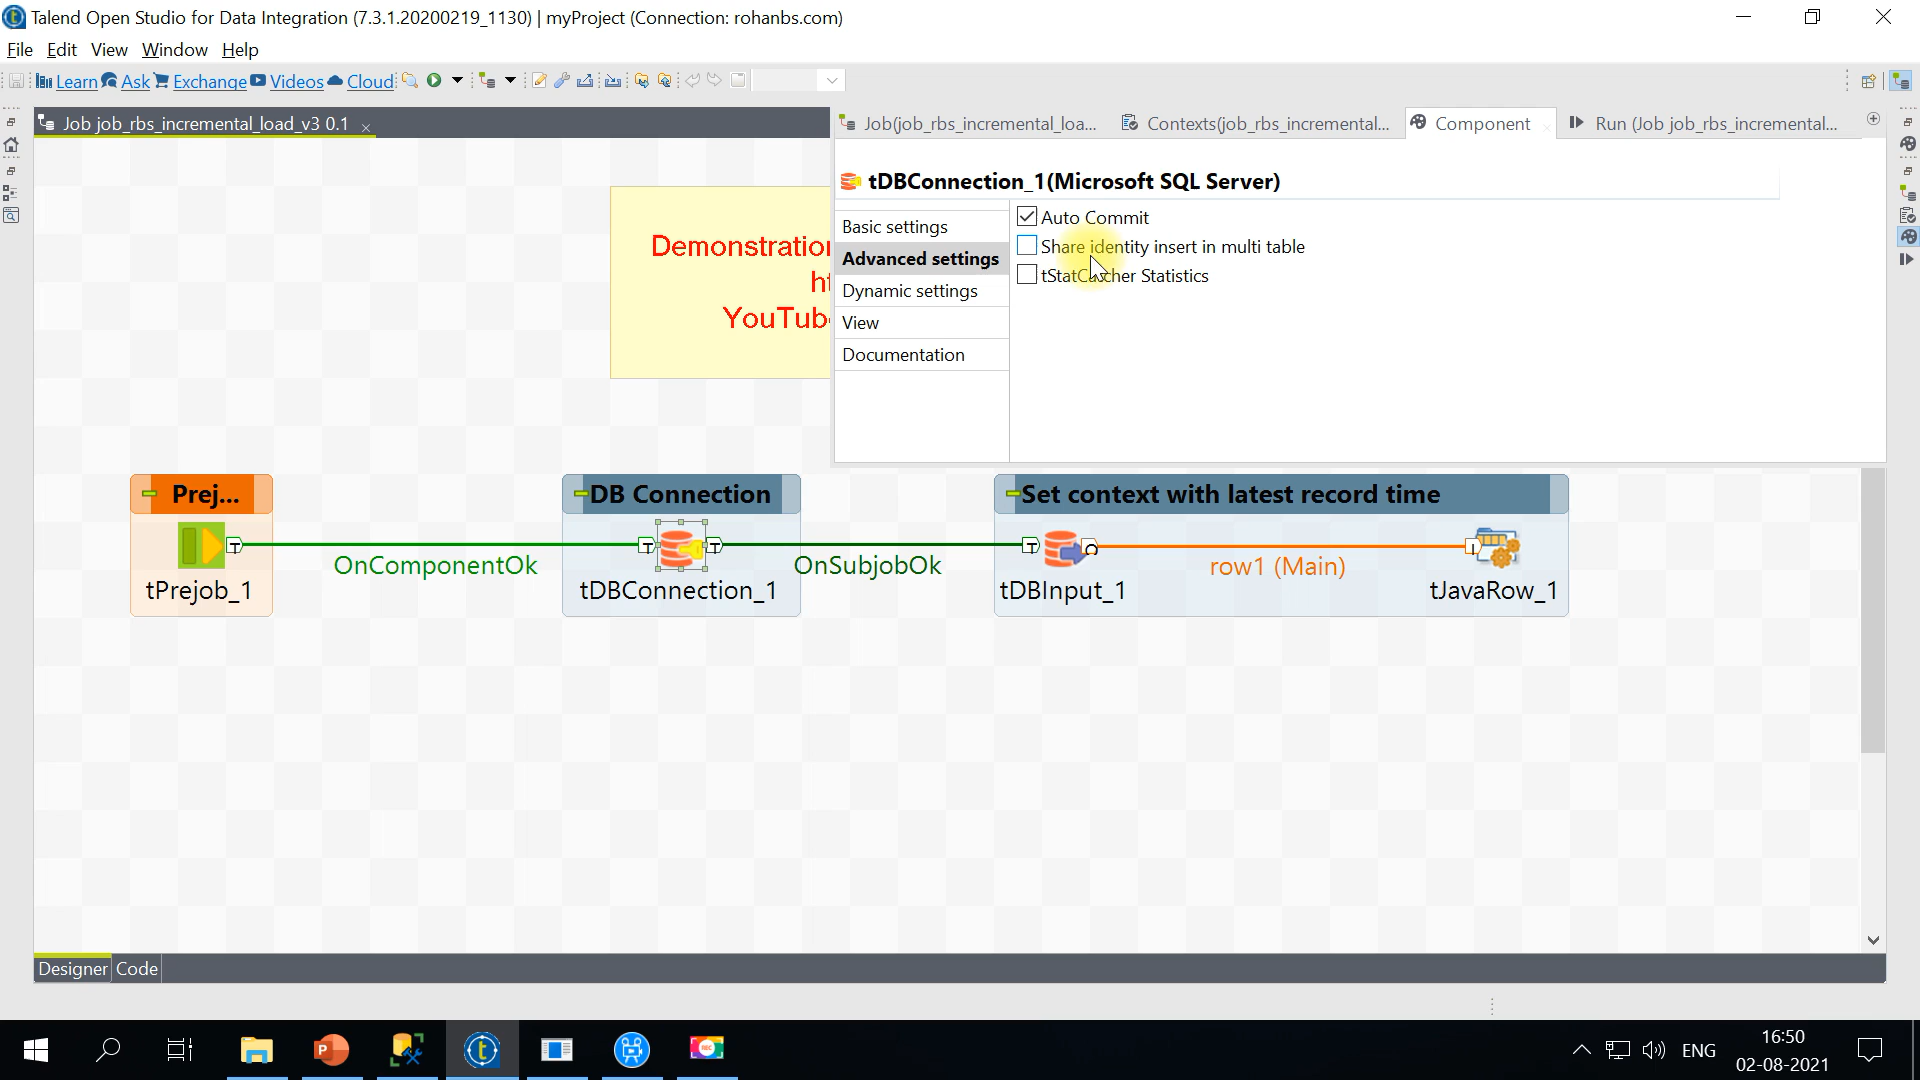 Talend Open Studio for Data Integration (7.3.1.20200219_1130) | myProject (Connection: rohanbs.com)
File Edit View Window Help
Learn Ask Exchange Videos Cloud
Job job_rbs_incremental_load_v3 0.1
Job(job_rbs_incremental_loa... Contexts(job_rbs_incremental... Component Run (Job job_rbs_incremental...
tDBConnection_1(Microsoft SQL Server)
Basic settings
Advanced settings
Dynamic settings
View
Documentation
Auto Commit
Share identity insert in multi table
tStatCatcher Statistics
Demonstration
YouTub
Prej...
tPrejob_1
OnComponentOk
DB Connection
tDBConnection_1
OnSubjobOk
Set context with latest record time
tDBInput_1
row1 (Main)
tJavaRow_1
Designer Code
ENG
16:50
02-08-2021